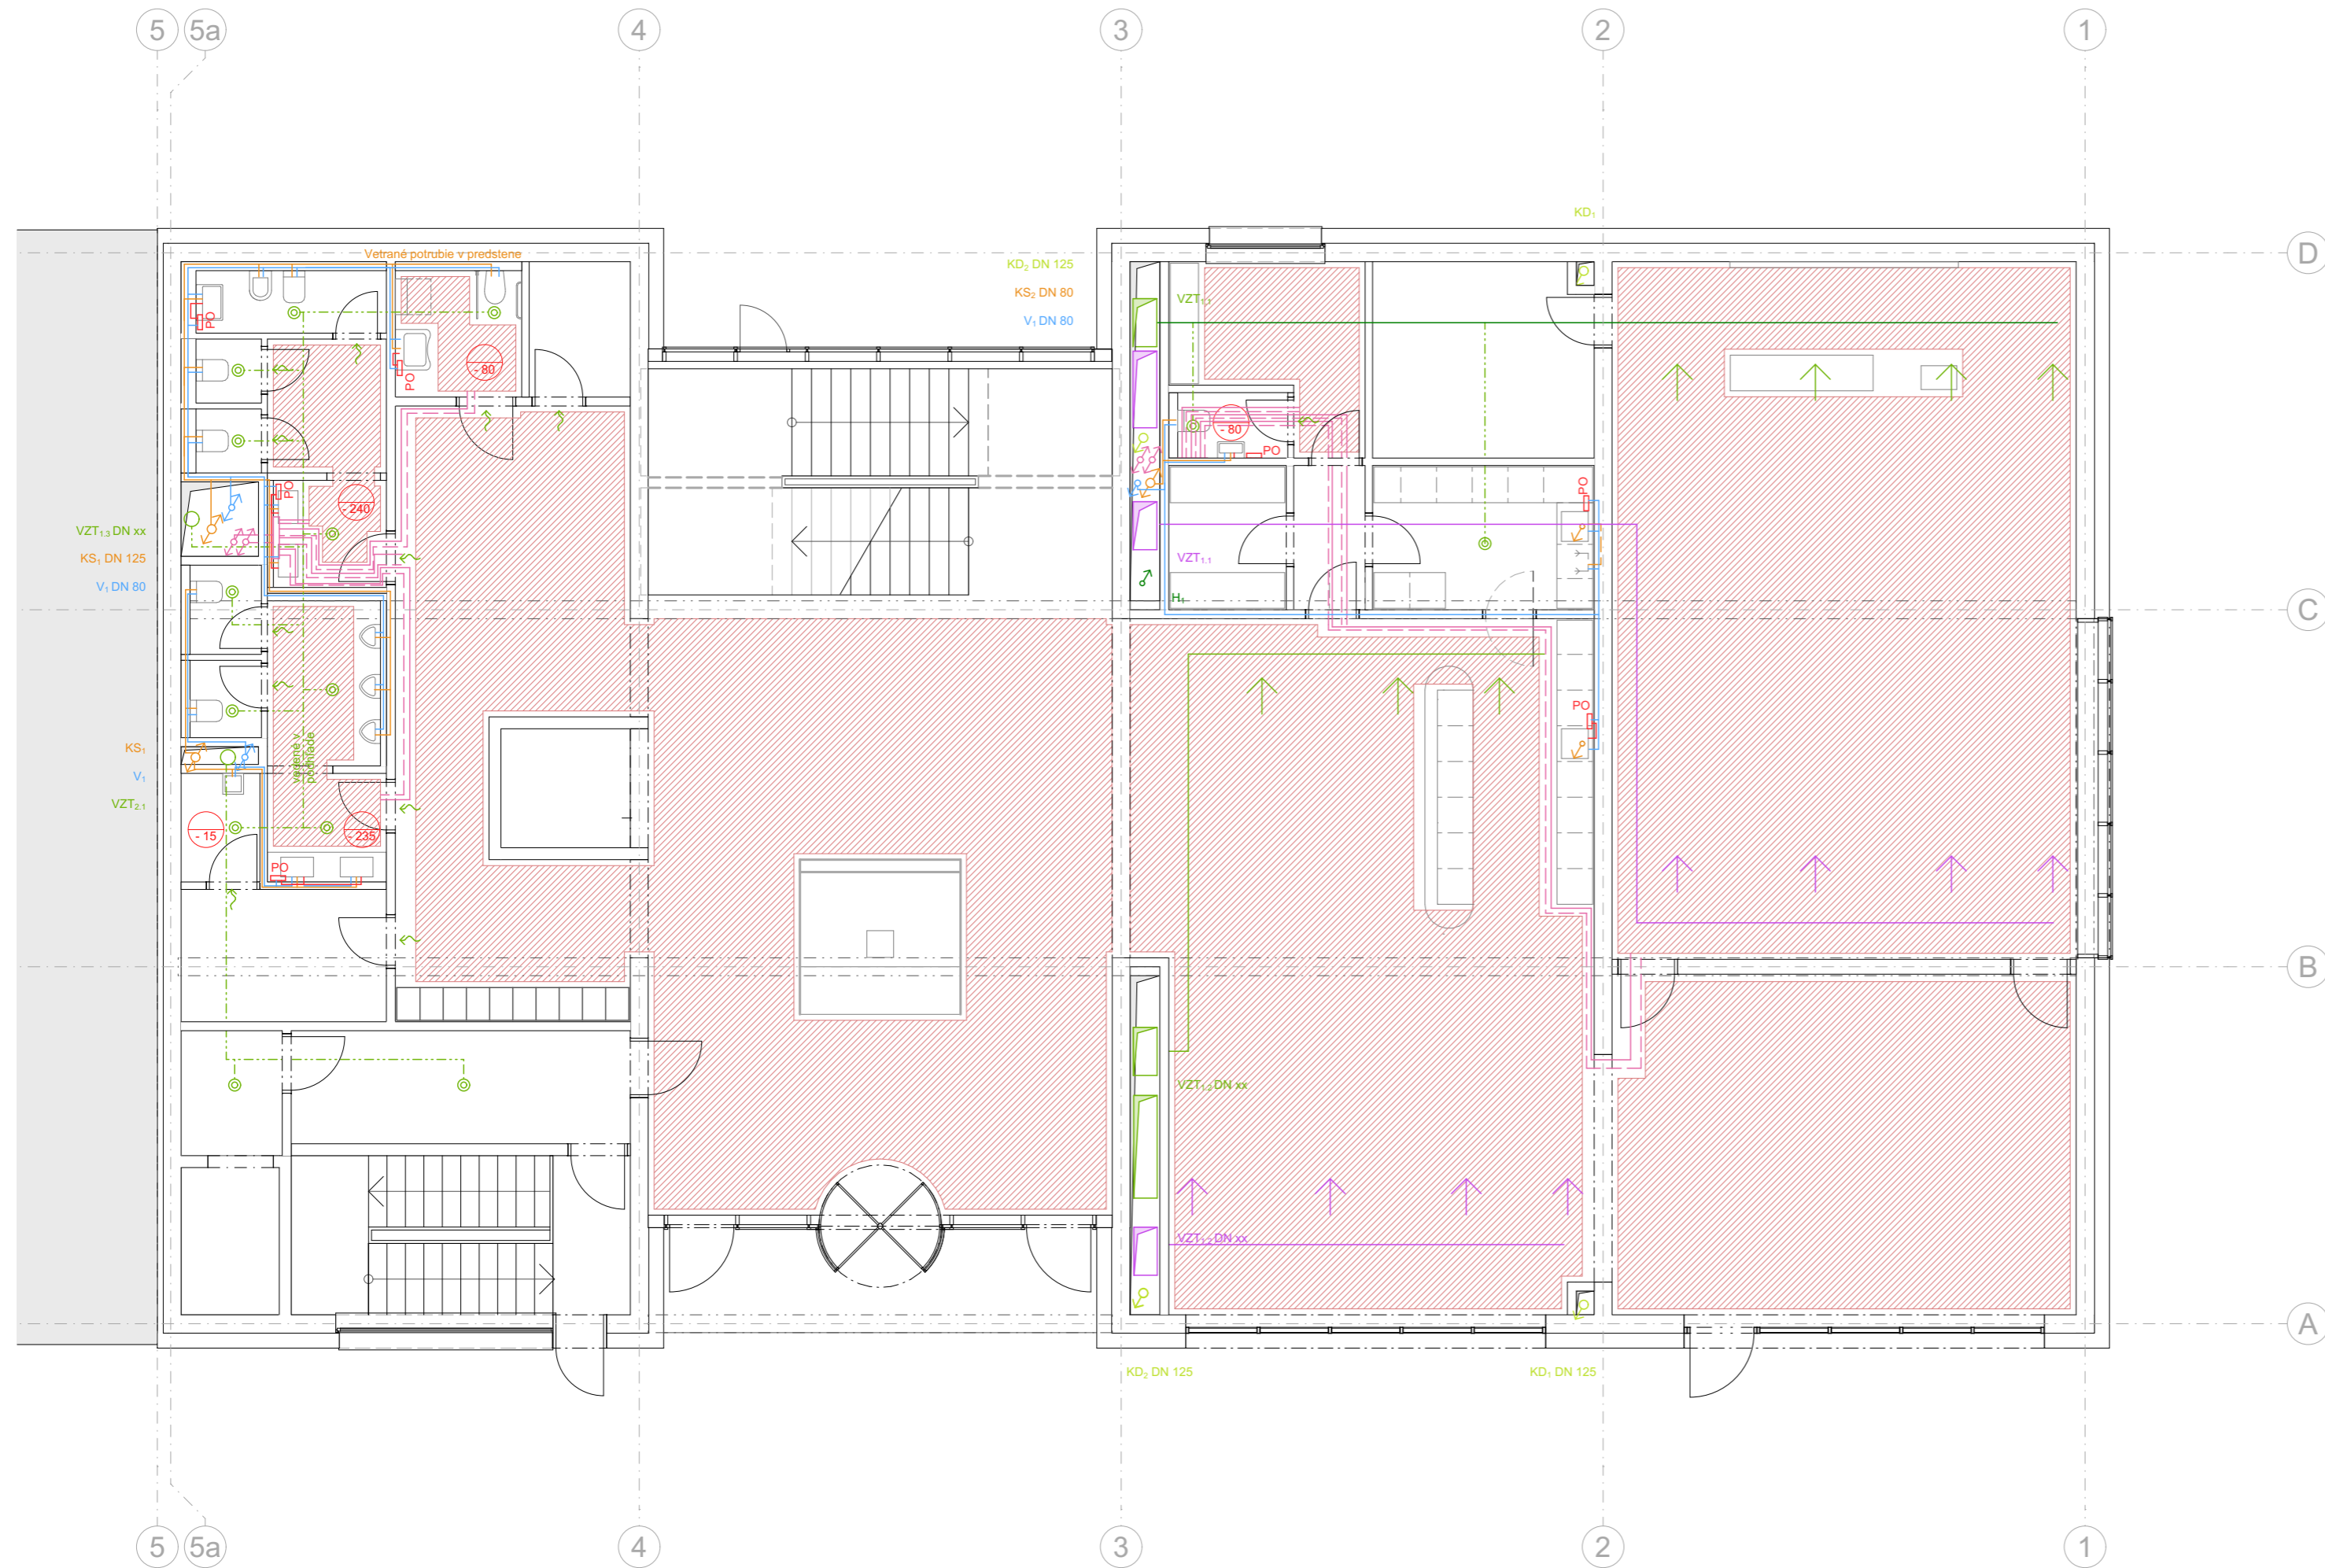 5
5a
4
3
2
1
KD₁
Vetrané potrubie v predstene
D
KD₂ DN 125
KS₂ DN 80
V₁ DN 80
VZT₁.₁
PO
PO
- 80
- 80
PO
PO
- 240
PO
VZT₁.₃ DN xx
KS₁ DN 125
V₁ DN 80
VZT₁.₁
H₁
C
PO
vedené v
podhľade
KS₁
V₁
VZT₂.₁
- 15
- 235
PO
B
VZT₁.₂ DN xx
VZT₁.₂ DN xx
A
KD₂ DN 125
KD₁ DN 125
5
5a
4
3
2
1